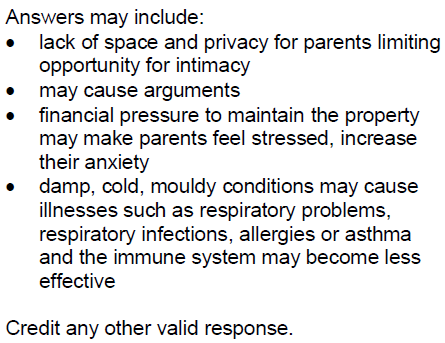 Answers may include:
• lack of space and privacy for parents limiting
opportunity for intimacy
• may cause arguments
• financial pressure to maintain the property
may make parents feel stressed, increase
their anxiety
• damp, cold, mouldy conditions may cause
illnesses such as respiratory problems,
respiratory infections, allergies or asthma
and the immune system may become less
effective
Credit any other valid response.